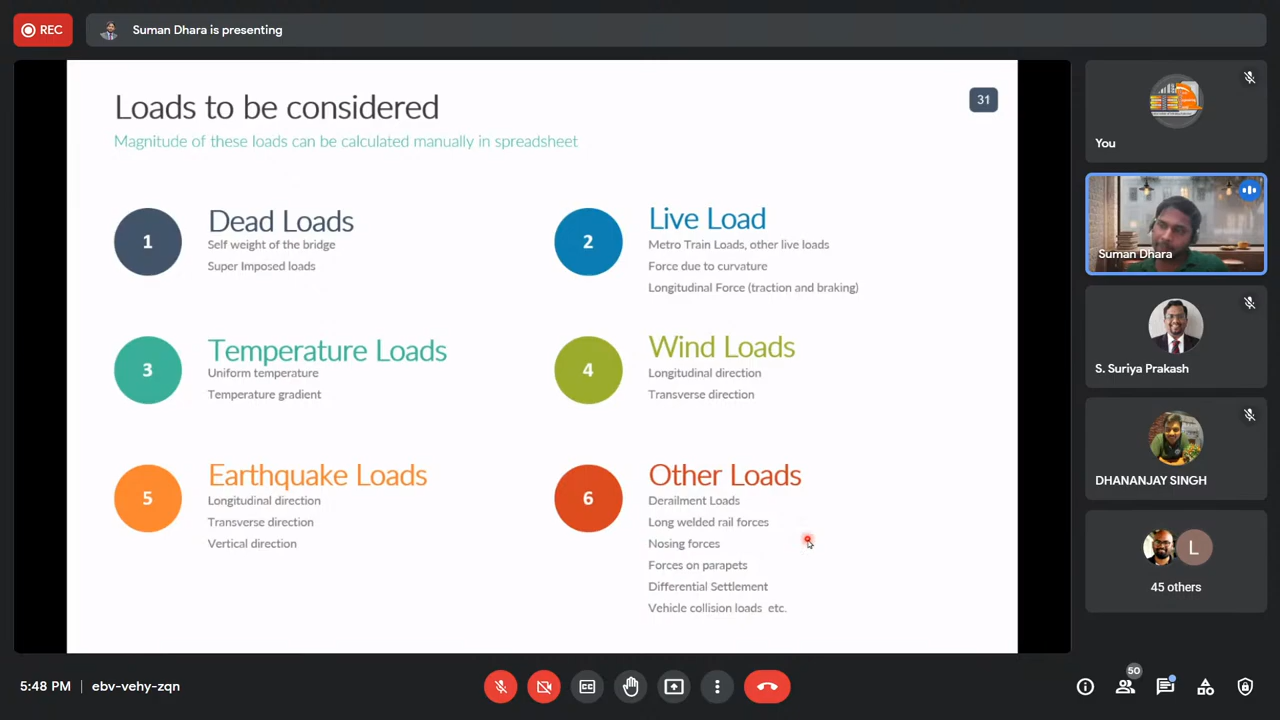 REC
Suman Dhara is presenting
Loads to be considered
31
Magnitude of these loads can be calculated manually in spreadsheet
1
Dead Loads
Self weight of the bridge
Super Imposed loads
2
Live Load
Metro Train Loads, other live loads
Force due to curvature
Longitudinal Force (traction and braking)
3
Temperature Loads
Uniform temperature
Temperature gradient
4
Wind Loads
Longitudinal direction
Transverse direction
5
Earthquake Loads
Longitudinal direction
Transverse direction
Vertical direction
6
Other Loads
Derailment Loads
Long welded rail forces
Nosing forces
Forces on parapets
Differential Settlement
Vehicle collision loads etc.
You
Suman Dhara
S. Suriya Prakash
DHANANJAY SINGH
L
45 others
5:48 PM
ebv-vehy-zqn
CC
50